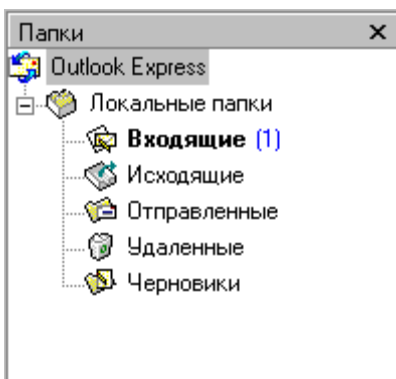 Папки
Outlook Express
Локальные папки
Входящие (1)
Исходящие
Отправленные
Удаленные
Черновики